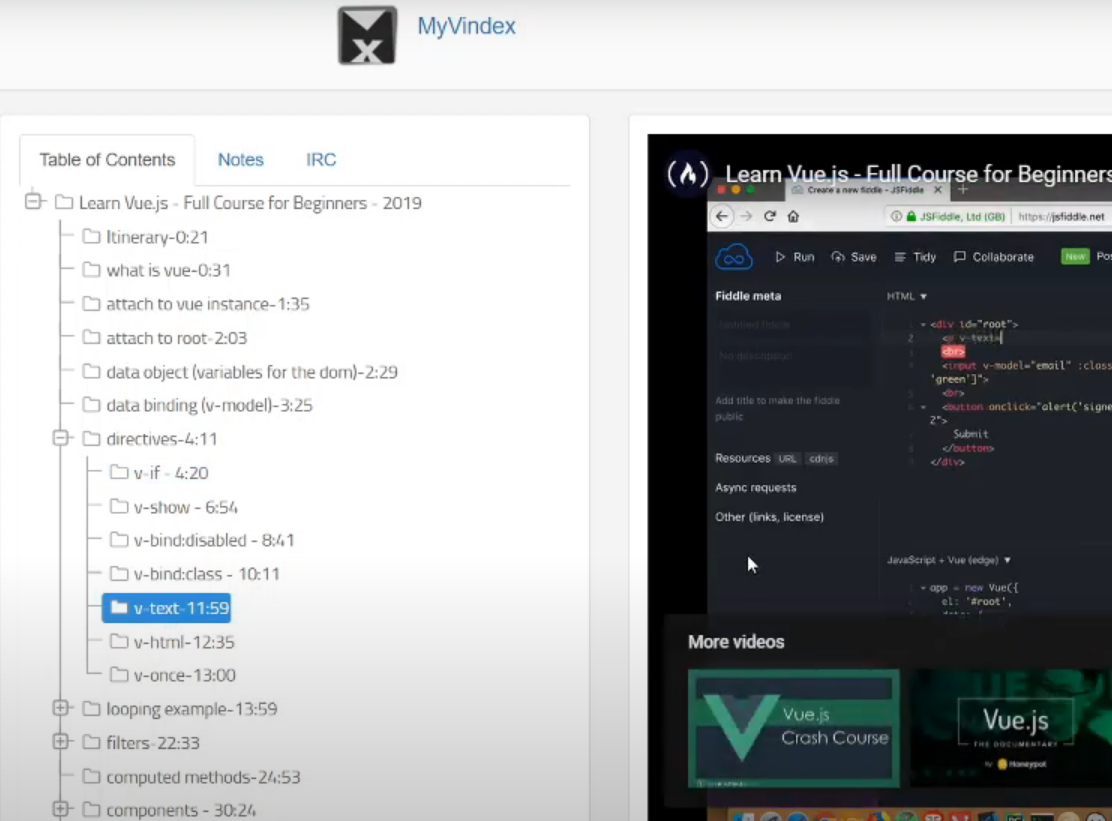 MyVindex
Table of Contents
Notes
IRC
Learn Vue.js - Full Course for Beginners - 2019
Itinerary-0:21
what is vue-0:31
attach to vue instance-1:35
attach to root-2:03
data object (variables for the dom)-2:29
data binding (v-model)-3:25
directives-4:11
v-if - 4:20
v-show - 6:54
v-bind:disabled - 8:41
v-bind:class - 10:11
v-text-11:59
v-html-12:35
v-once-13:00
looping example-13:59
filters-22:33
computed methods-24:53
components - 30:24
Learn Vue.js - Full Course for Beginners
Create a new fiddle - JSFiddle
JSFiddle, Ltd (GB)
https://jsfiddle.net
Run
Save
Tidy
Collaborate
New
Pos
Fiddle meta
Untitled fiddle
No description
Add title to make the fiddle
public
Resources URL cdnjs
Async requests
Other (links, license)
HTML
<div id="root">
2 <p v-text=
<br>
<input v-model="email" :class
'green']">
<br>
<button onclick="alert('signe
2">
Submit
</button>
</div>
JavaScript + Vue (edge)
app = new Vue({
el: '#root',
More videos
Vue.js
Crash Course
Vue.js
THE DOCUMENTARY
by Honeypot